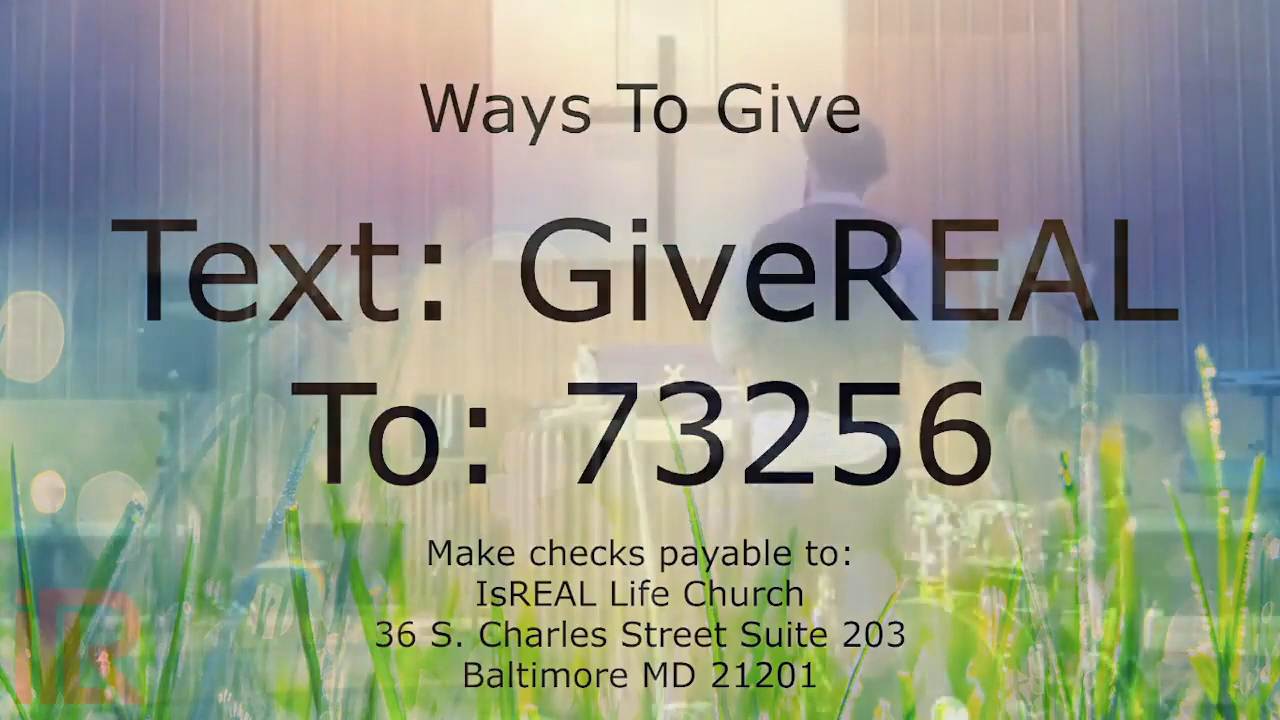 Ways To Give
Text: GiveREAL
To: 73256
Make checks payable to:
IsREAL Life Church
36 S. Charles Street Suite 203
Baltimore MD 21201